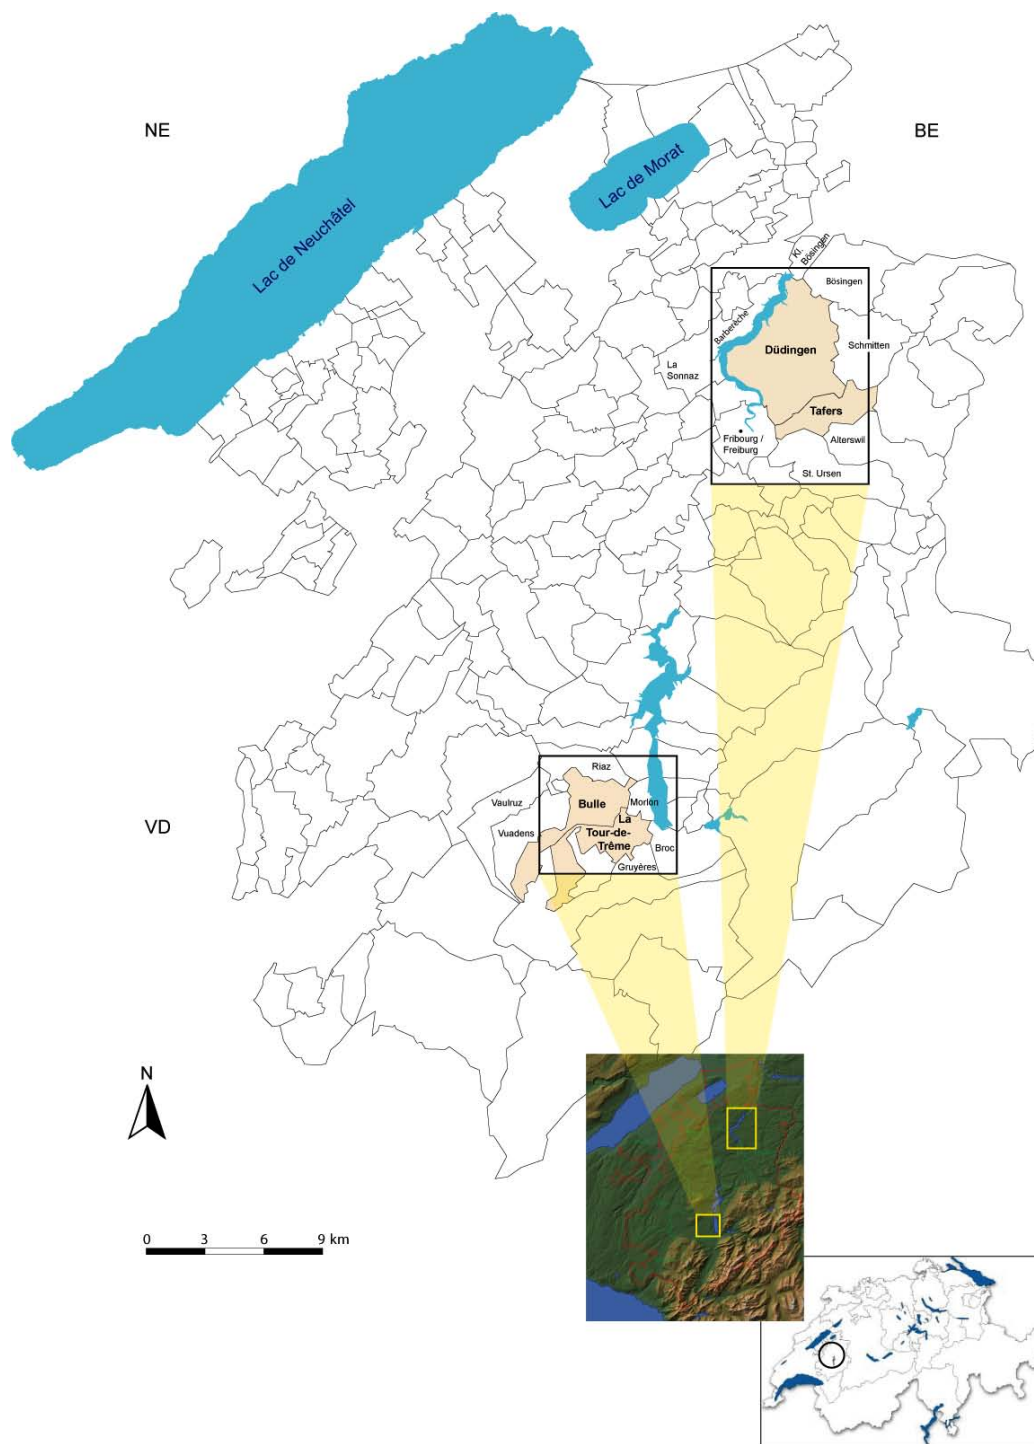 NE
BE
Lac de Neuchâtel
Lac de Morat
Kl.
Bösingen
Bösingen
Barberêche
Düdingen
Schmitten
La
Sonnaz
Tafers
Fribourg /
Freiburg
Alterswil
St. Ursen
Riaz
Vaulruz
Bulle
Morlon
VD
Vuadens
La
Tour-de-
Trême
Broc
Gruyères
N
0 3 6 9 km